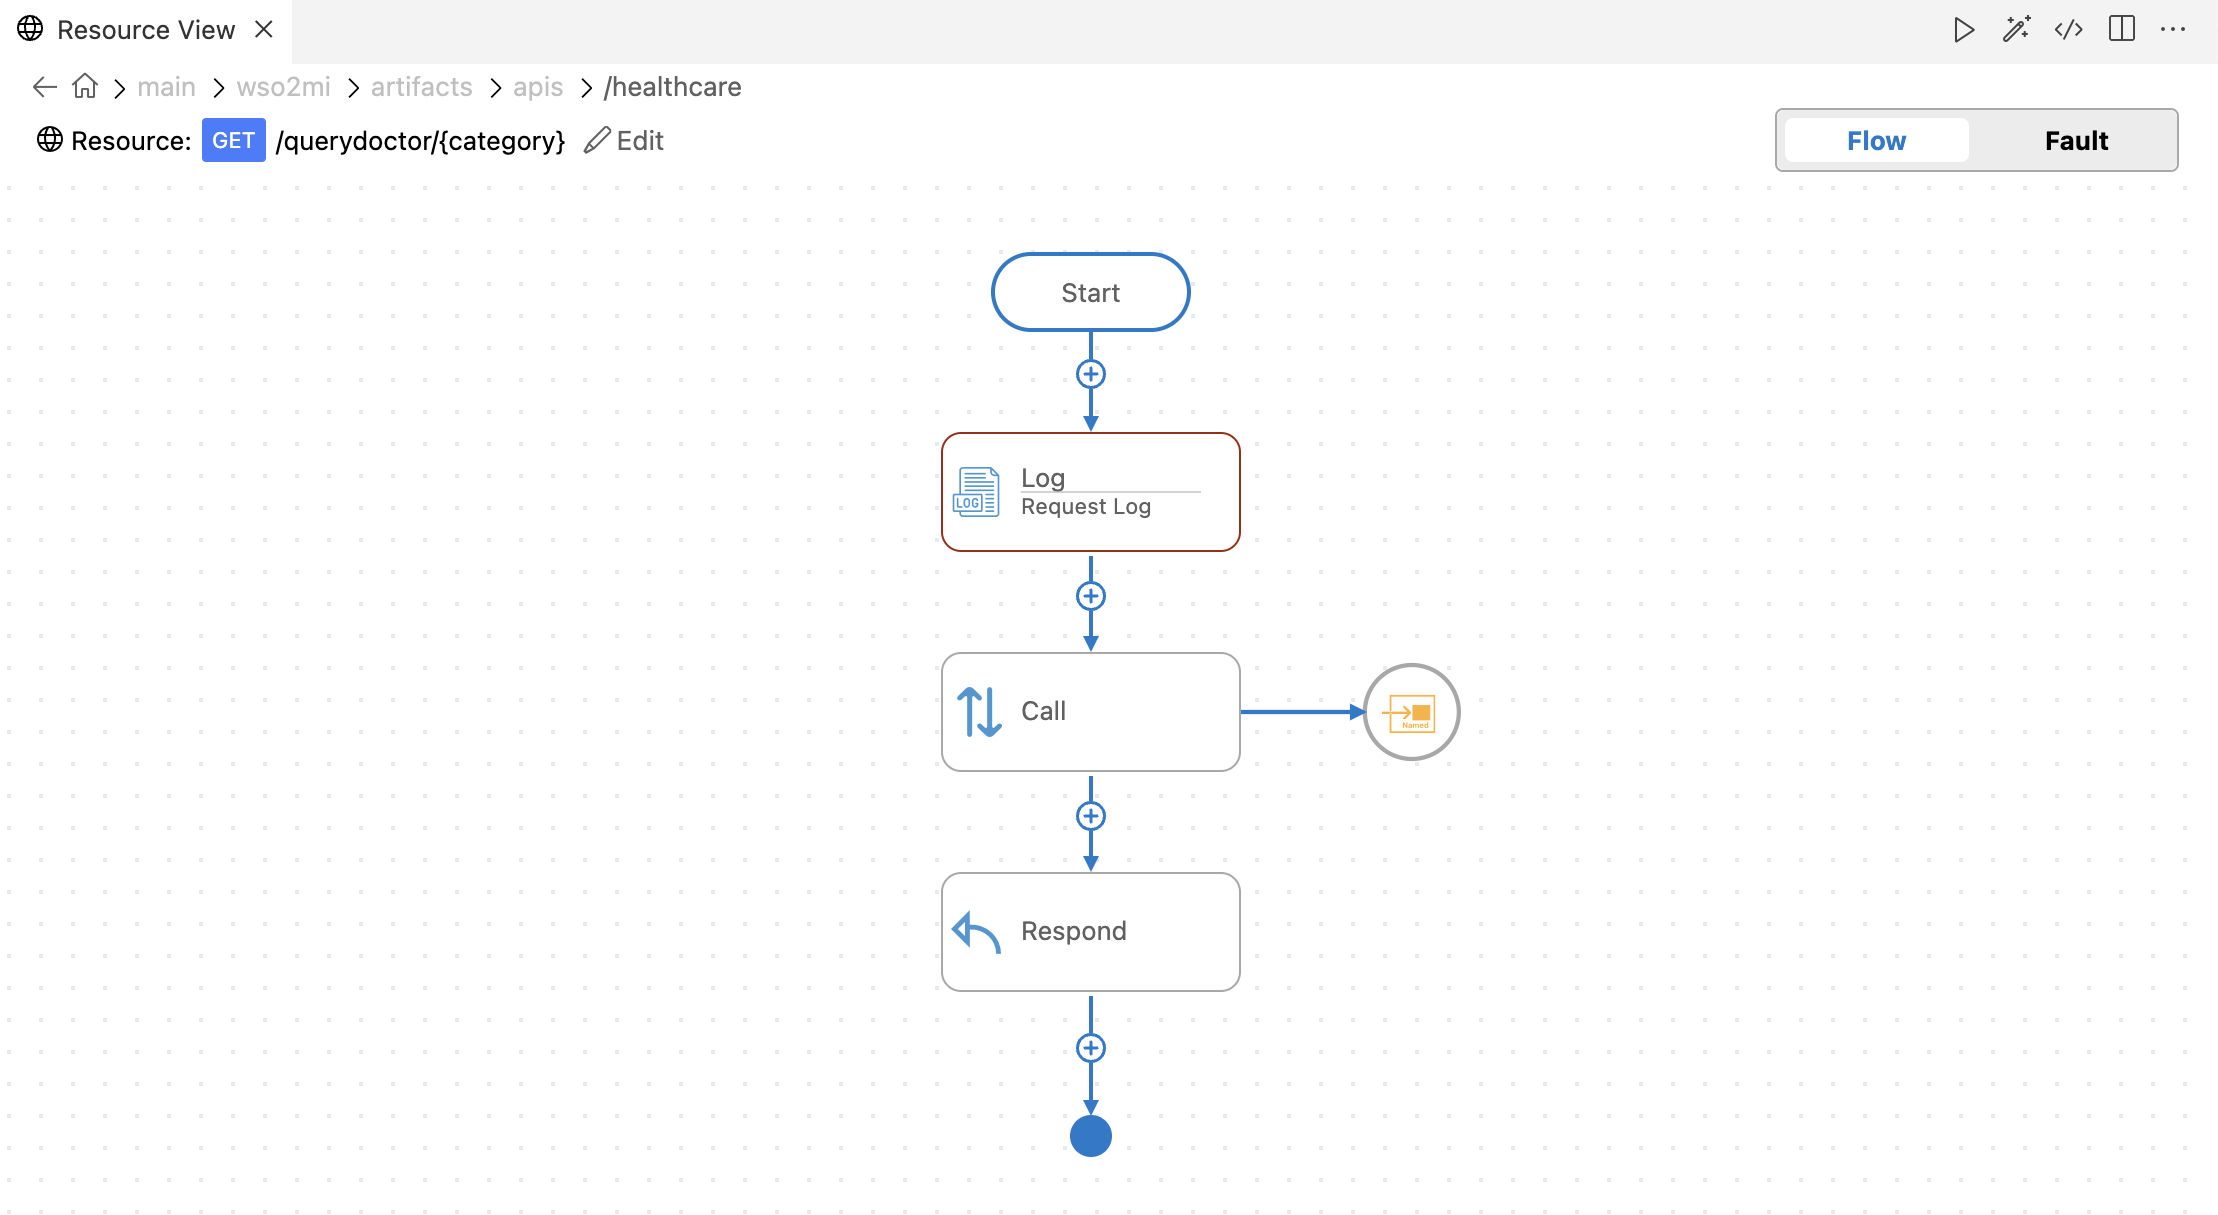 Resource View
main wso2mi artifacts apis /healthcare
Resource: GET /querydoctor/{category} Edit
Flow Fault
Start
LOG
Log
Request Log
Call
Named
Respond